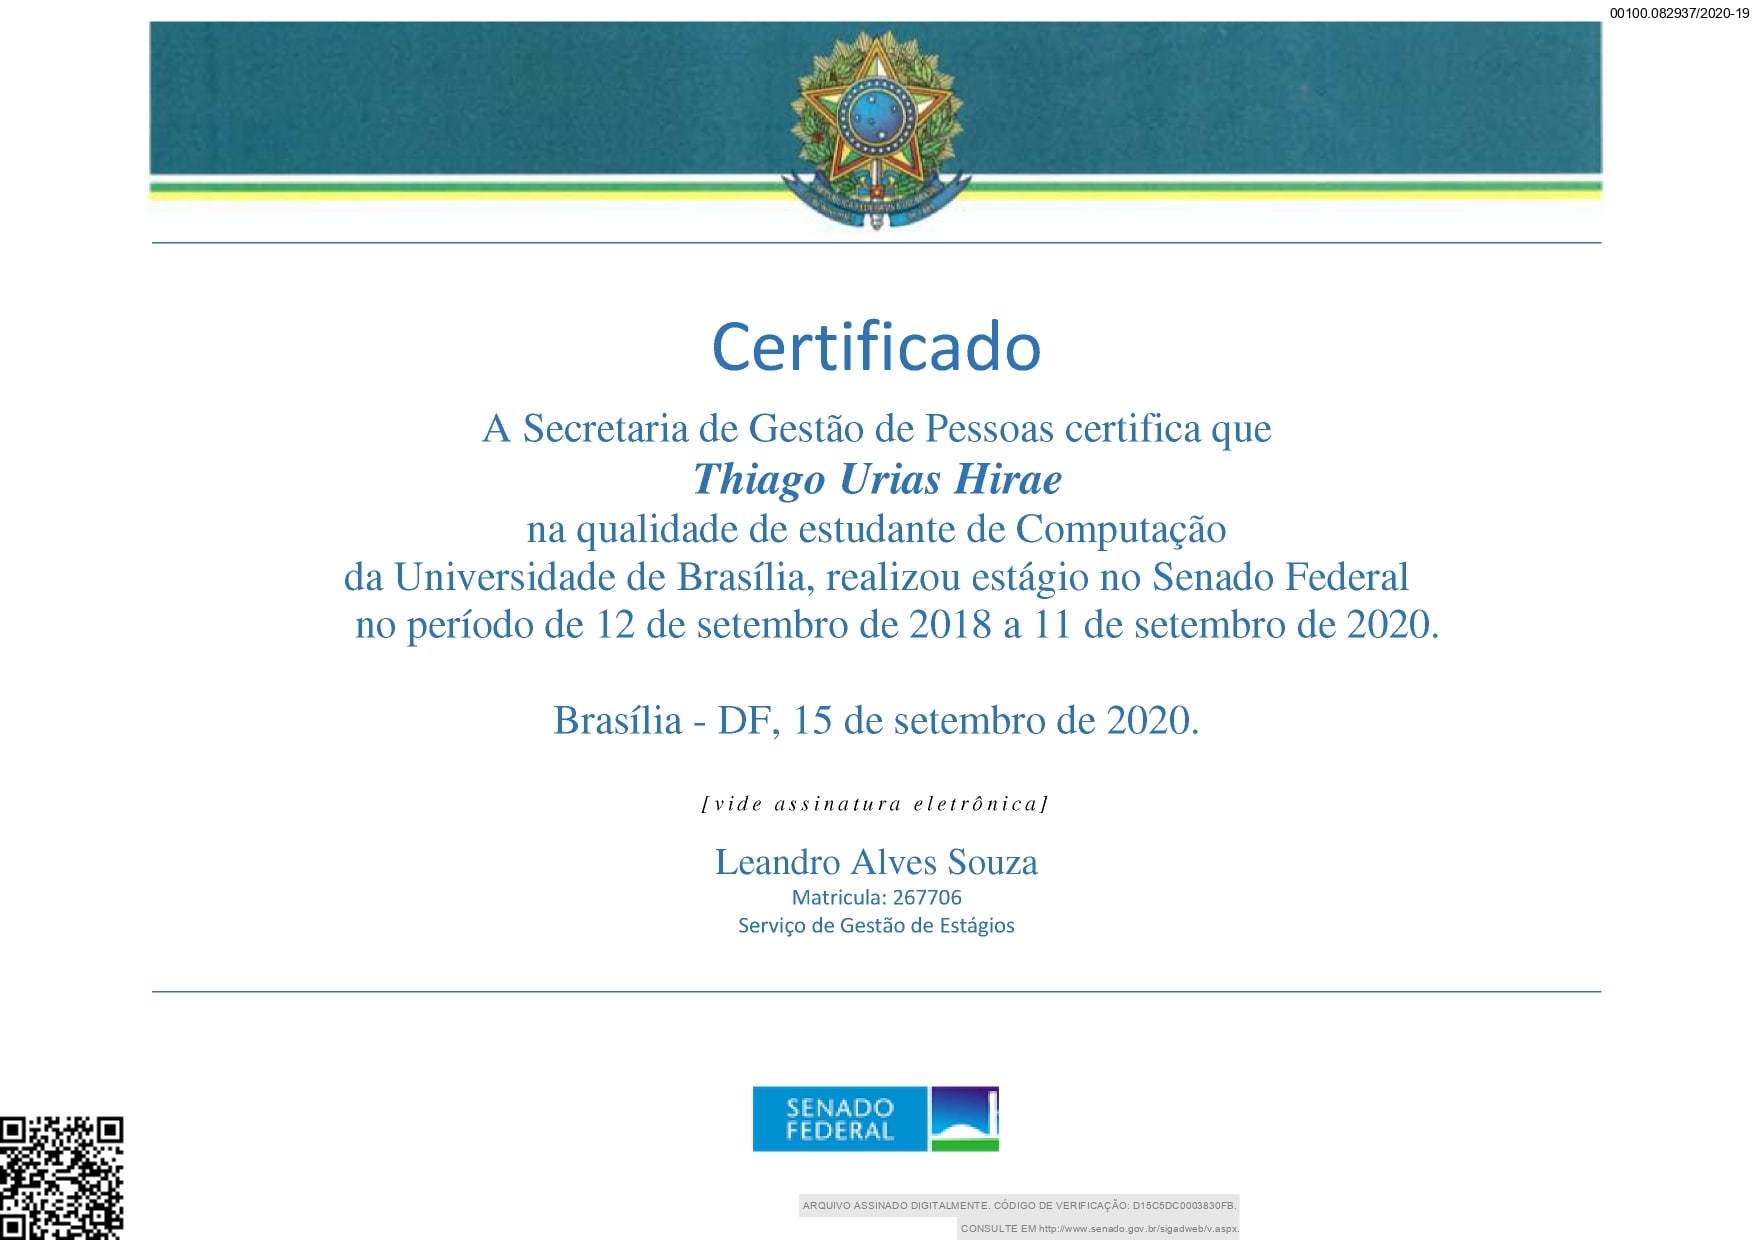 00100.082937/2020-19
Certificado
A Secretaria de Gestão de Pessoas certifica que
Thiago Urias Hirae
na qualidade de estudante de Computação
da Universidade de Brasília, realizou estágio no Senado Federal
no período de 12 de setembro de 2018 a 11 de setembro de 2020.
Brasília - DF, 15 de setembro de 2020.
[vide assinatura eletrônica]
Leandro Alves Souza
Matricula: 267706
Serviço de Gestão de Estágios
SENADO
FEDERAL
ARQUIVO ASSINADO DIGITALMENTE. CÓDIGO DE VERIFICAÇÃO: D15C5DC0003830FB.
CONSULTE EM http://www.senado.gov.br/sigadweb/v.aspx.